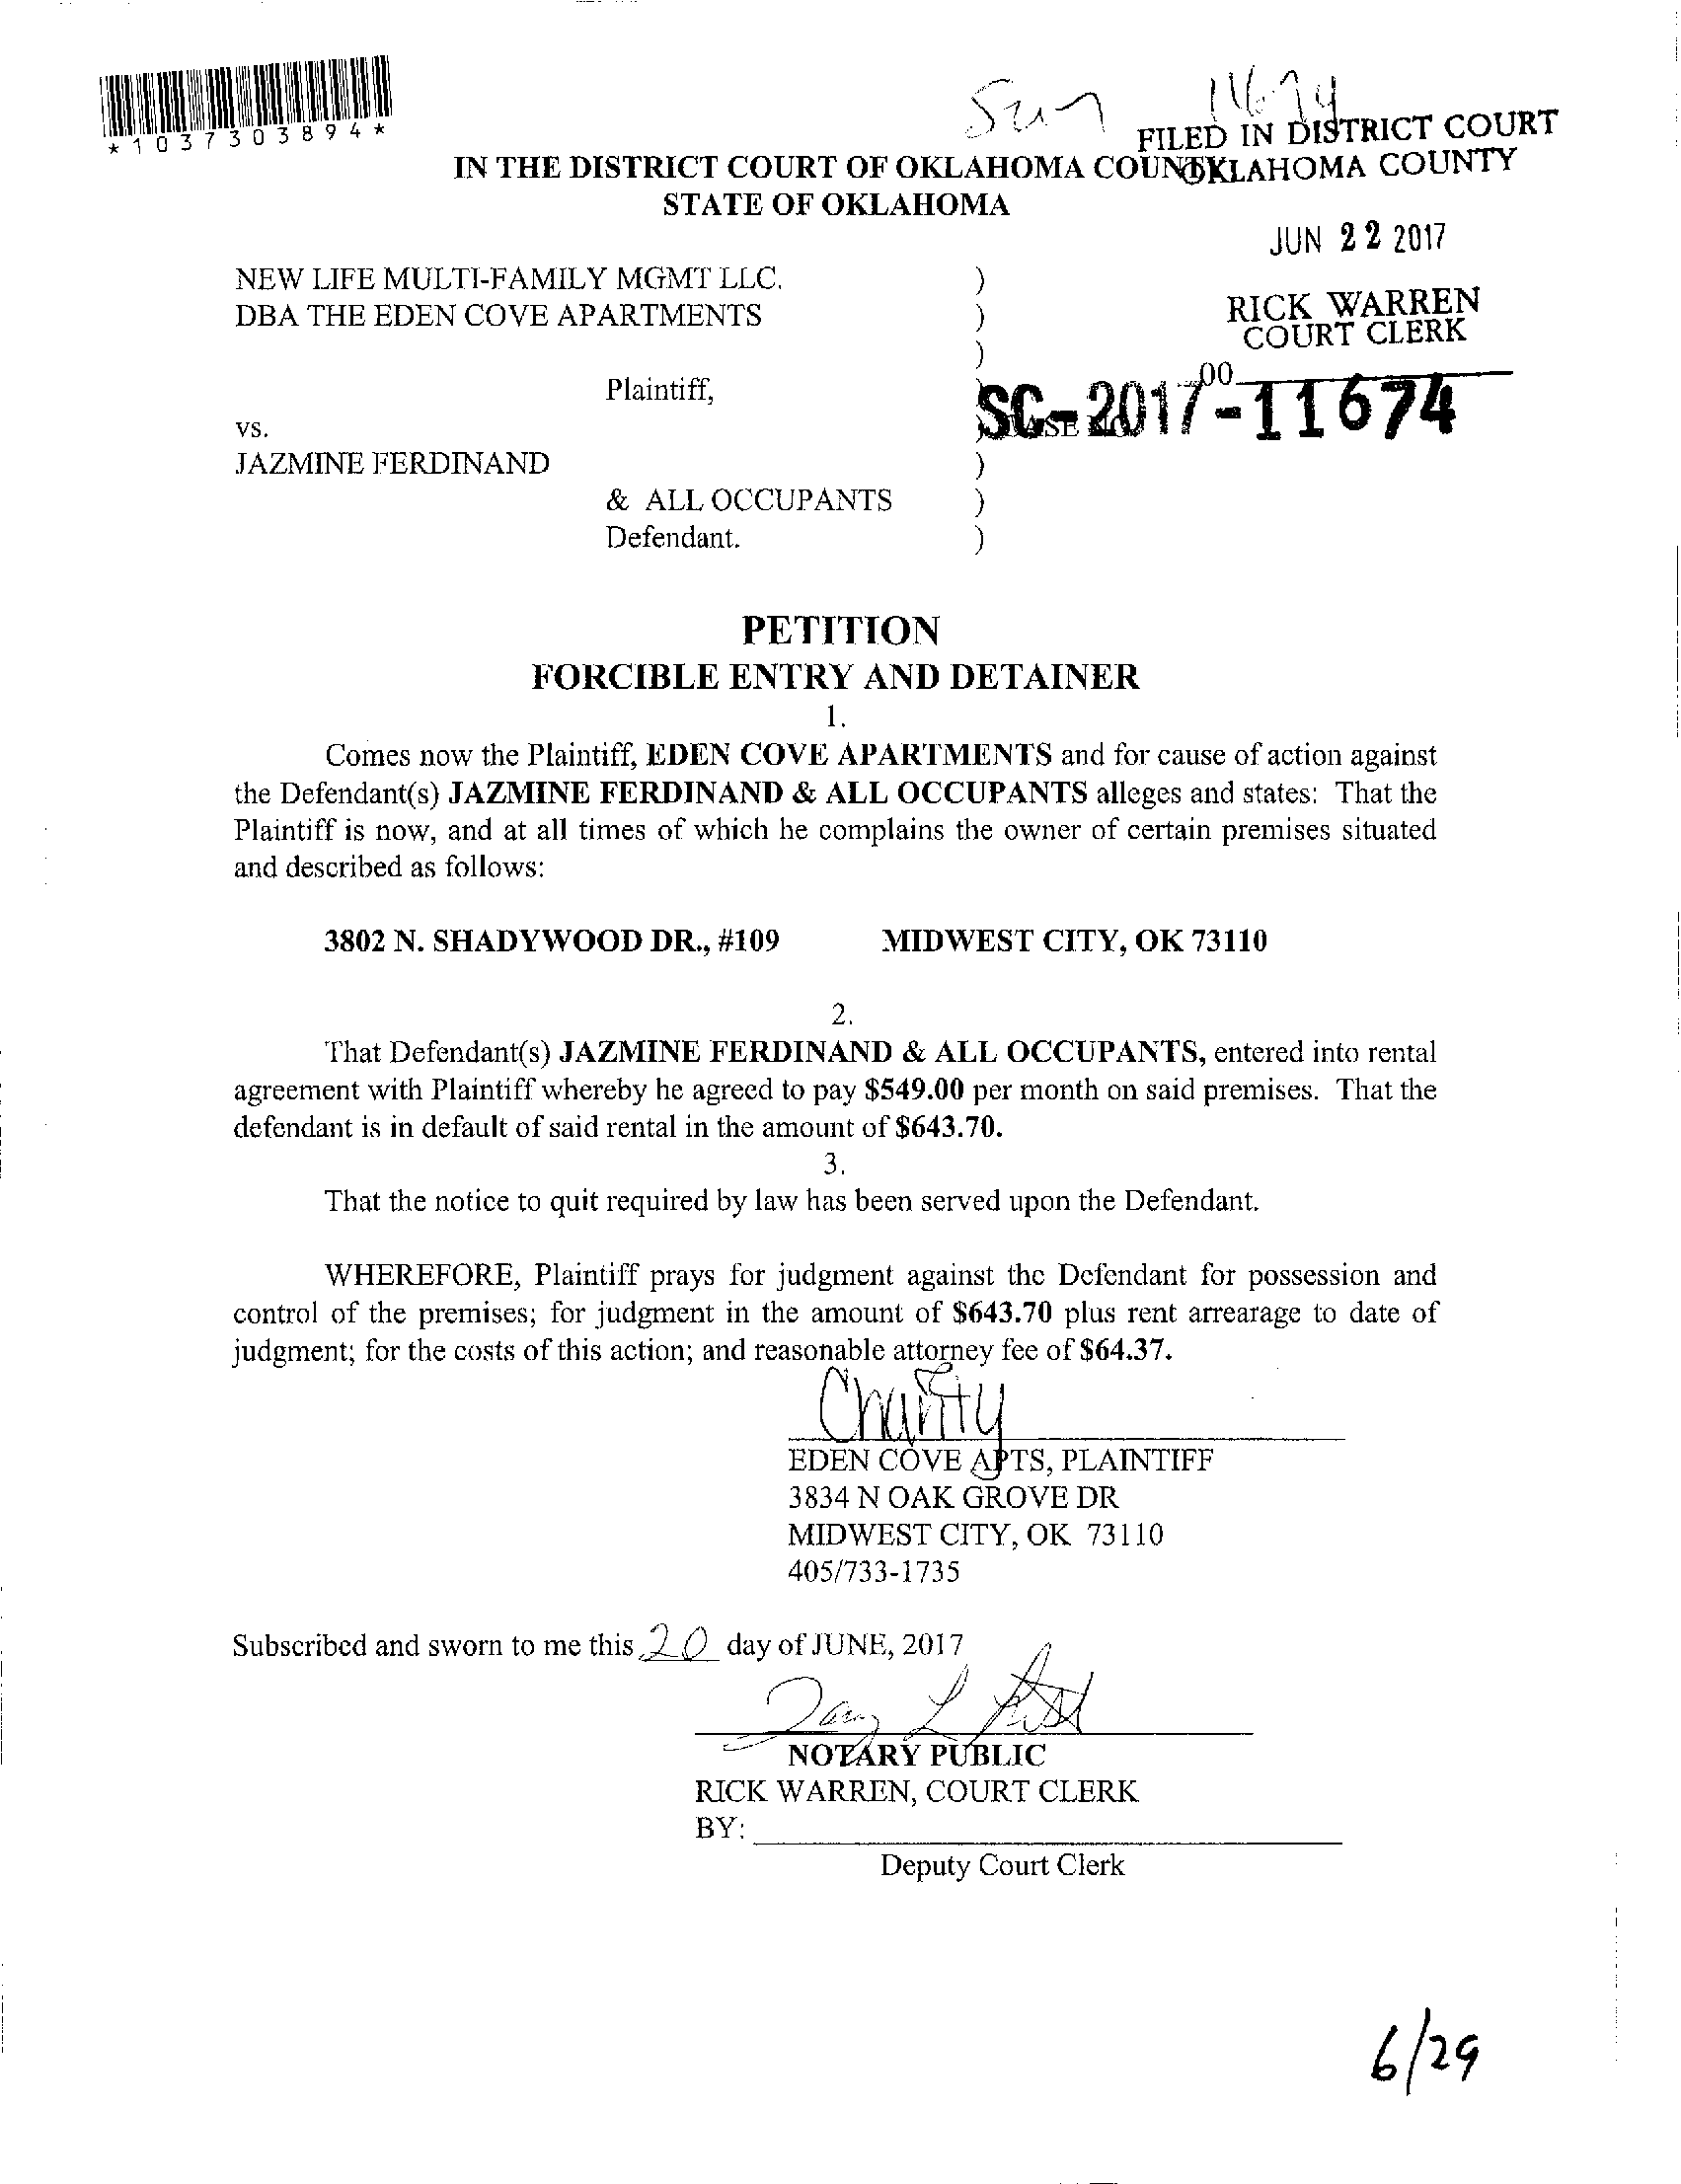 *1037303894*
FILED IN DISTRICT COURT
OKLAHOMA COUNTY
IN THE DISTRICT COURT OF OKLAHOMA
STATE OF OKLAHOMA
JUN 22 2017
NEW LIFE MULTI-FAMILY MGMT LLC. )
DBA THE EDEN COVE APARTMENTS )
RICK WARREN
COURT CLERK
)
Plaintiff,
SC-2017-11674
vs.
JAZMINE FERDINAND )
& ALL OCCUPANTS )
Defendant. )
PETITION
FORCIBLE ENTRY AND DETAINER
1.
Comes now the Plaintiff, EDEN COVE APARTMENTS and for cause of action against
the Defendant(s) JAZMINE FERDINAND & ALL OCCUPANTS alleges and states: That the
Plaintiff is now, and at all times of which he complains the owner of certain premises situated
and described as follows:
3802 N. SHADYWOOD DR., #109 MIDWEST CITY, OK 73110
2.
That Defendant(s) JAZMINE FERDINAND & ALL OCCUPANTS, entered into rental
agreement with Plaintiff whereby he agreed to pay $549.00 per month on said premises. That the
defendant is in default of said rental in the amount of $643.70.
3.
That the notice to quit required by law has been served upon the Defendant.
WHEREFORE, Plaintiff prays for judgment against the Defendant for possession and
control of the premises; for judgment in the amount of $643.70 plus rent arrearage to date of
judgment; for the costs of this action; and reasonable attorney fee of $64.37.
Charity
EDEN COVE APTS, PLAINTIFF
3834 N OAK GROVE DR
MIDWEST CITY, OK 73110
405/733-1735
Subscribed and sworn to me this 20 day of JUNE, 2017
NOTARY PUBLIC
RICK WARREN, COURT CLERK
BY:
Deputy Court Clerk
6/29